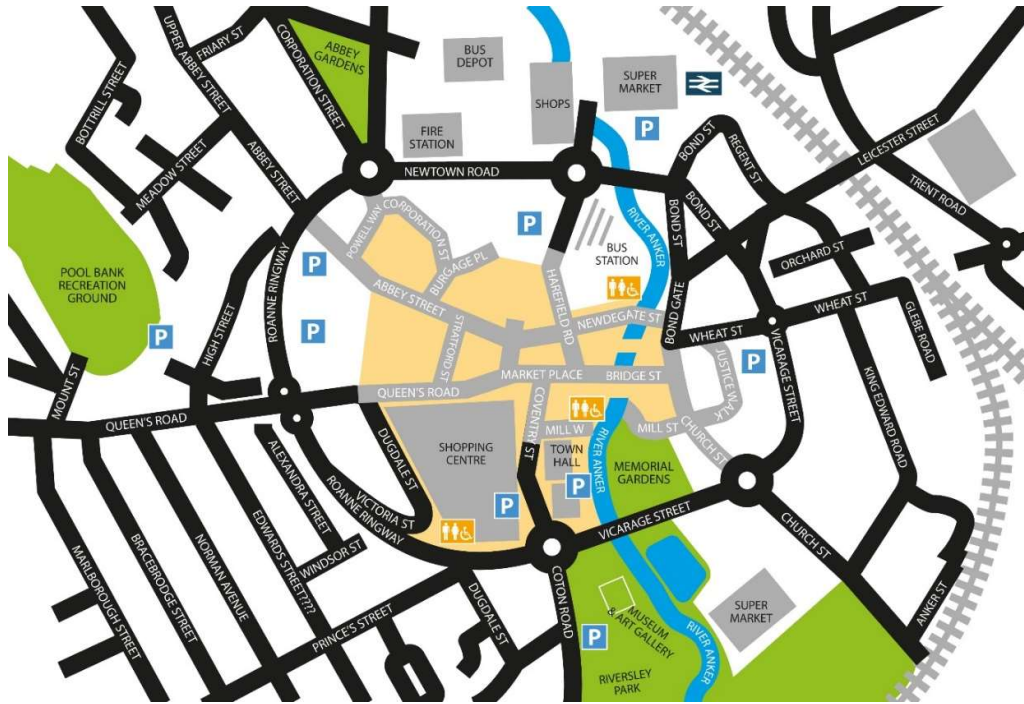 UPPER ABBEY STREET
FRIARY ST
CORPORATION STREET
ABBEY
GARDENS
BUS
DEPOT
SHOPS
SUPER
MARKET
P
BOTTRILL STREET
MEADOW STREET
ABBEY STREET
FIRE
STATION
NEWTOWN ROAD
BOND ST
REGENT ST
LEICESTER STREET
TRENT ROAD
POOL BANK
RECREATION
GROUND
P
HIGH STREET
ROANNE RINGWAY
P
P
POWELL WAY
CORPORATION ST
BURGAGE PL
ABBEY STREET
STRATFORD ST
P
HAREFIELD RD
BUS
STATION
RIVER ANKER
BOND ST
BOND ST
NEWDEGATE ST
BOND GATE
WHEAT ST
WHEAT ST
ORCHARD ST
GLEBE ROAD
P
JUSTICE WALK
VICARAGE STREET
KING EDWARD ROAD
MOUNT ST
QUEEN'S ROAD
QUEEN'S ROAD
MARKET PLACE
BRIDGE ST
COVENTRY ST
MILL W
MILL ST
CHURCH ST
DUGDALE ST
SHOPPING
CENTRE
P
TOWN
HALL
P
RIVER ANKER
MEMORIAL
GARDENS
ALEXANDRA STREET
VICTORIA ST
ROANNE RINGWAY
WINDSOR ST
EDWARDS STREET???
NORMAN AVENUE
BRACEBRODGE STREET
MARLBOROUGH STREET
PRINCE'S STREET
DUGDALE ST
COTON ROAD
VICARAGE STREET
CHURCH ST
ANKER ST
P
MUSEUM
& ART GALLERY
RIVERSLEY
PARK
RIVER ANKER
SUPER
MARKET